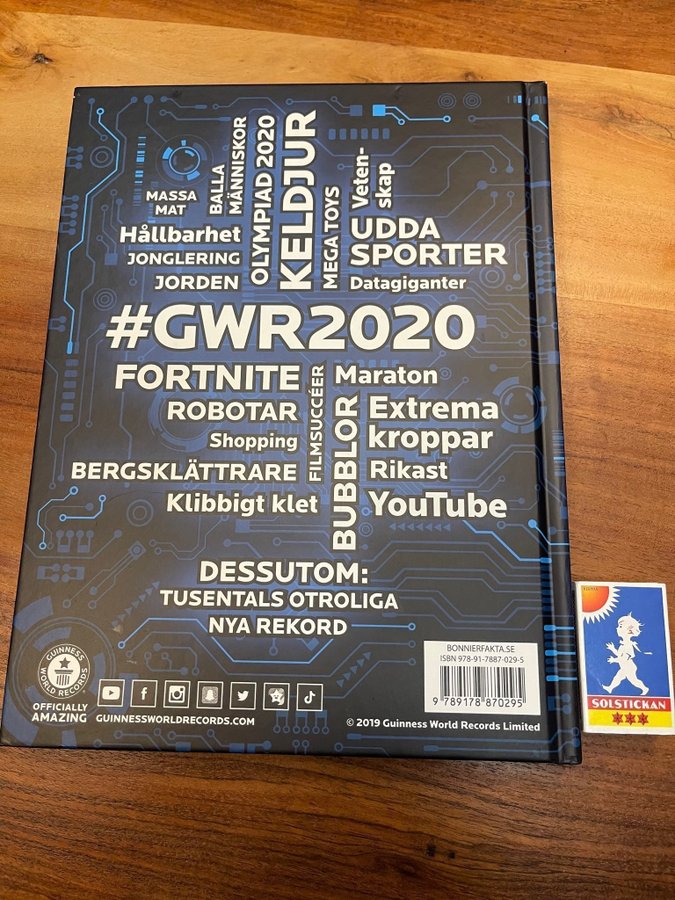 MASSA
MAT
BALLA
MÄNNISKOR
OLYMPIAD 2020
KELDJUR
MEGA TOYS
Veten-
skap
Hållbarhet
JONGLERING
JORDEN
UDDA
SPORTER
Datagiganter
#GWR2020
FORTNITE
ROBOTAR
Shopping
BERGSKLÄTTRARE
Klibbigt klet
FILMSUCCÉER
BUBBLOR
Maraton
Extrema
kroppar
Rikast
YouTube
DESSUTOM:
TUSENTALS OTROLIGA
NYA REKORD
GUINNESS
WORLD RECORDS
OFFICIALLY
AMAZING
GUINNESSWORLDRECORDS.COM
BONNIERFAKTA.SE
ISBN 978-91-7887-029-5
9 789178 870295
© 2019 Guinness World Records Limited
SOLSTICKAN